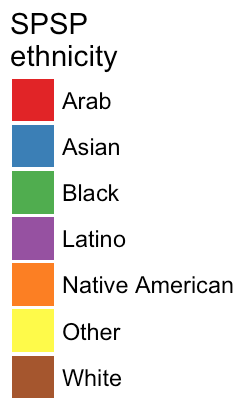 SPSP
ethnicity
Arab
Asian
Black
Latino
Native American
Other
White